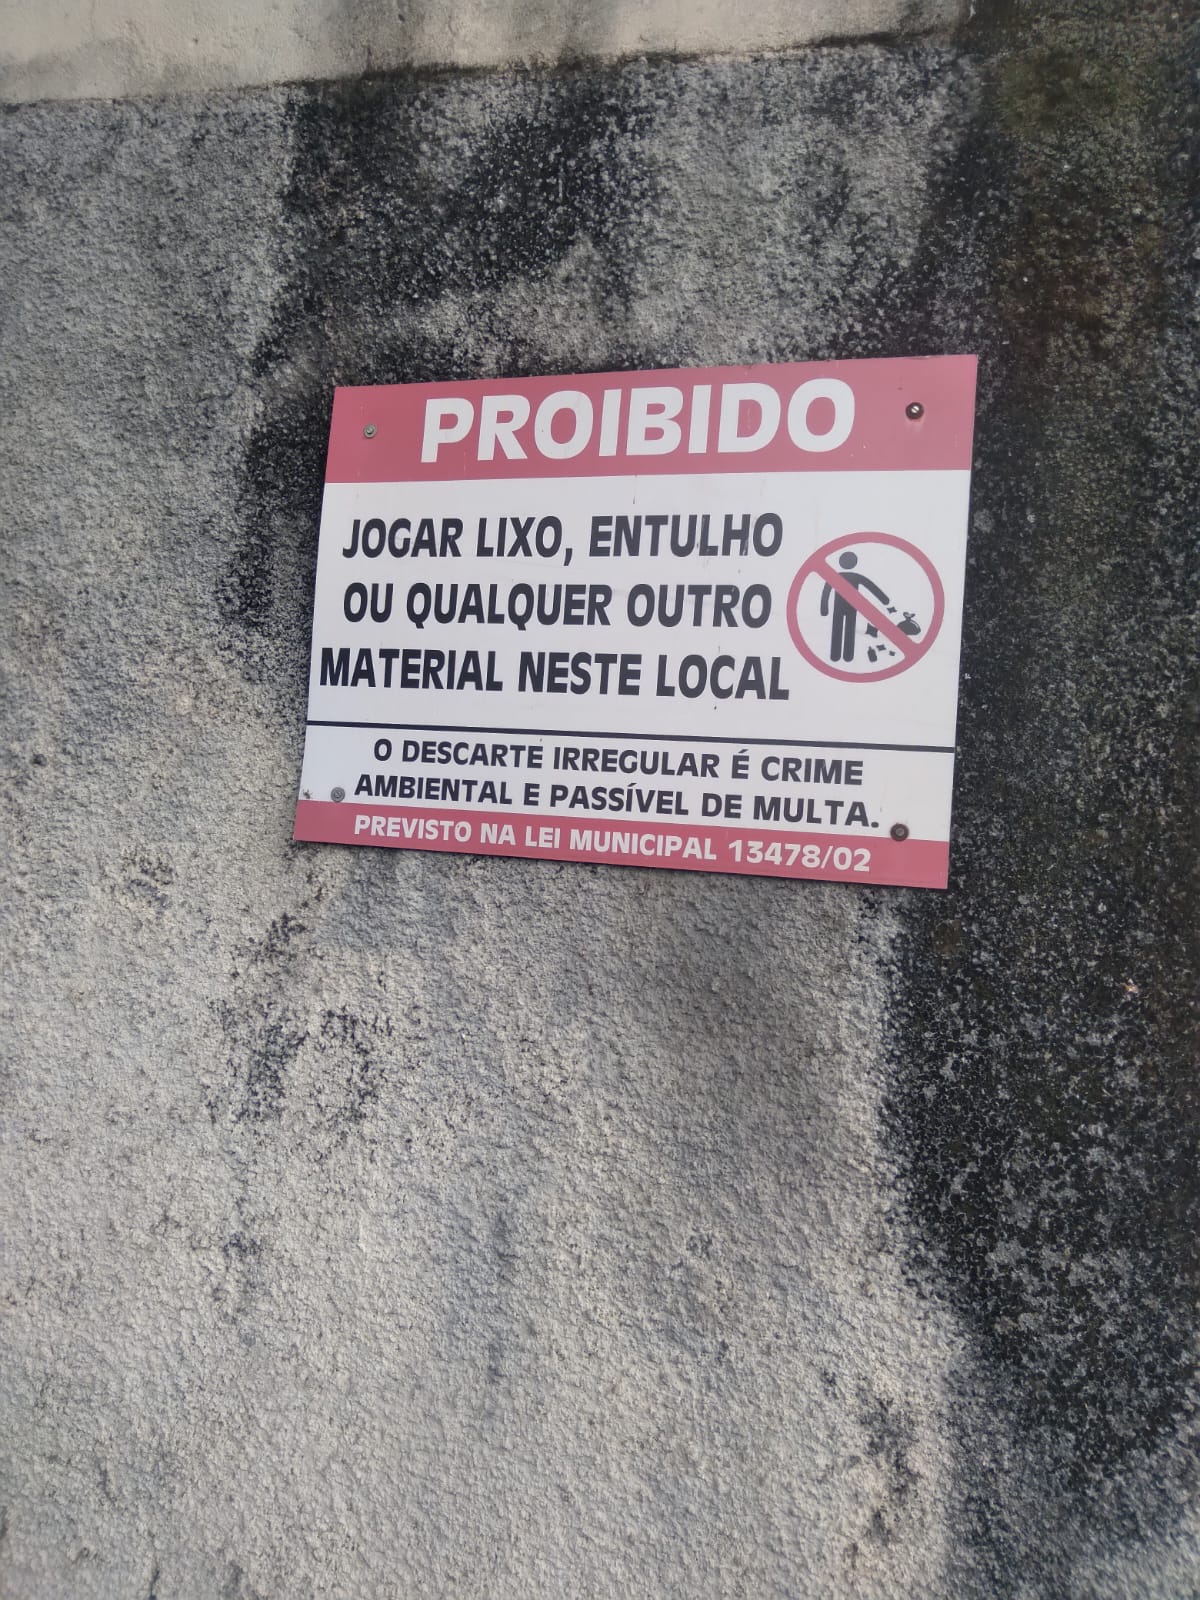 PROIBIDO
JOGAR LIXO, ENTULHO
OU QUALQUER OUTRO
MATERIAL NESTE LOCAL
O DESCARTE IRREGULAR É CRIME
AMBIENTAL E PASSÍVEL DE MULTA.
PREVISTO NA LEI MUNICIPAL 13478/02